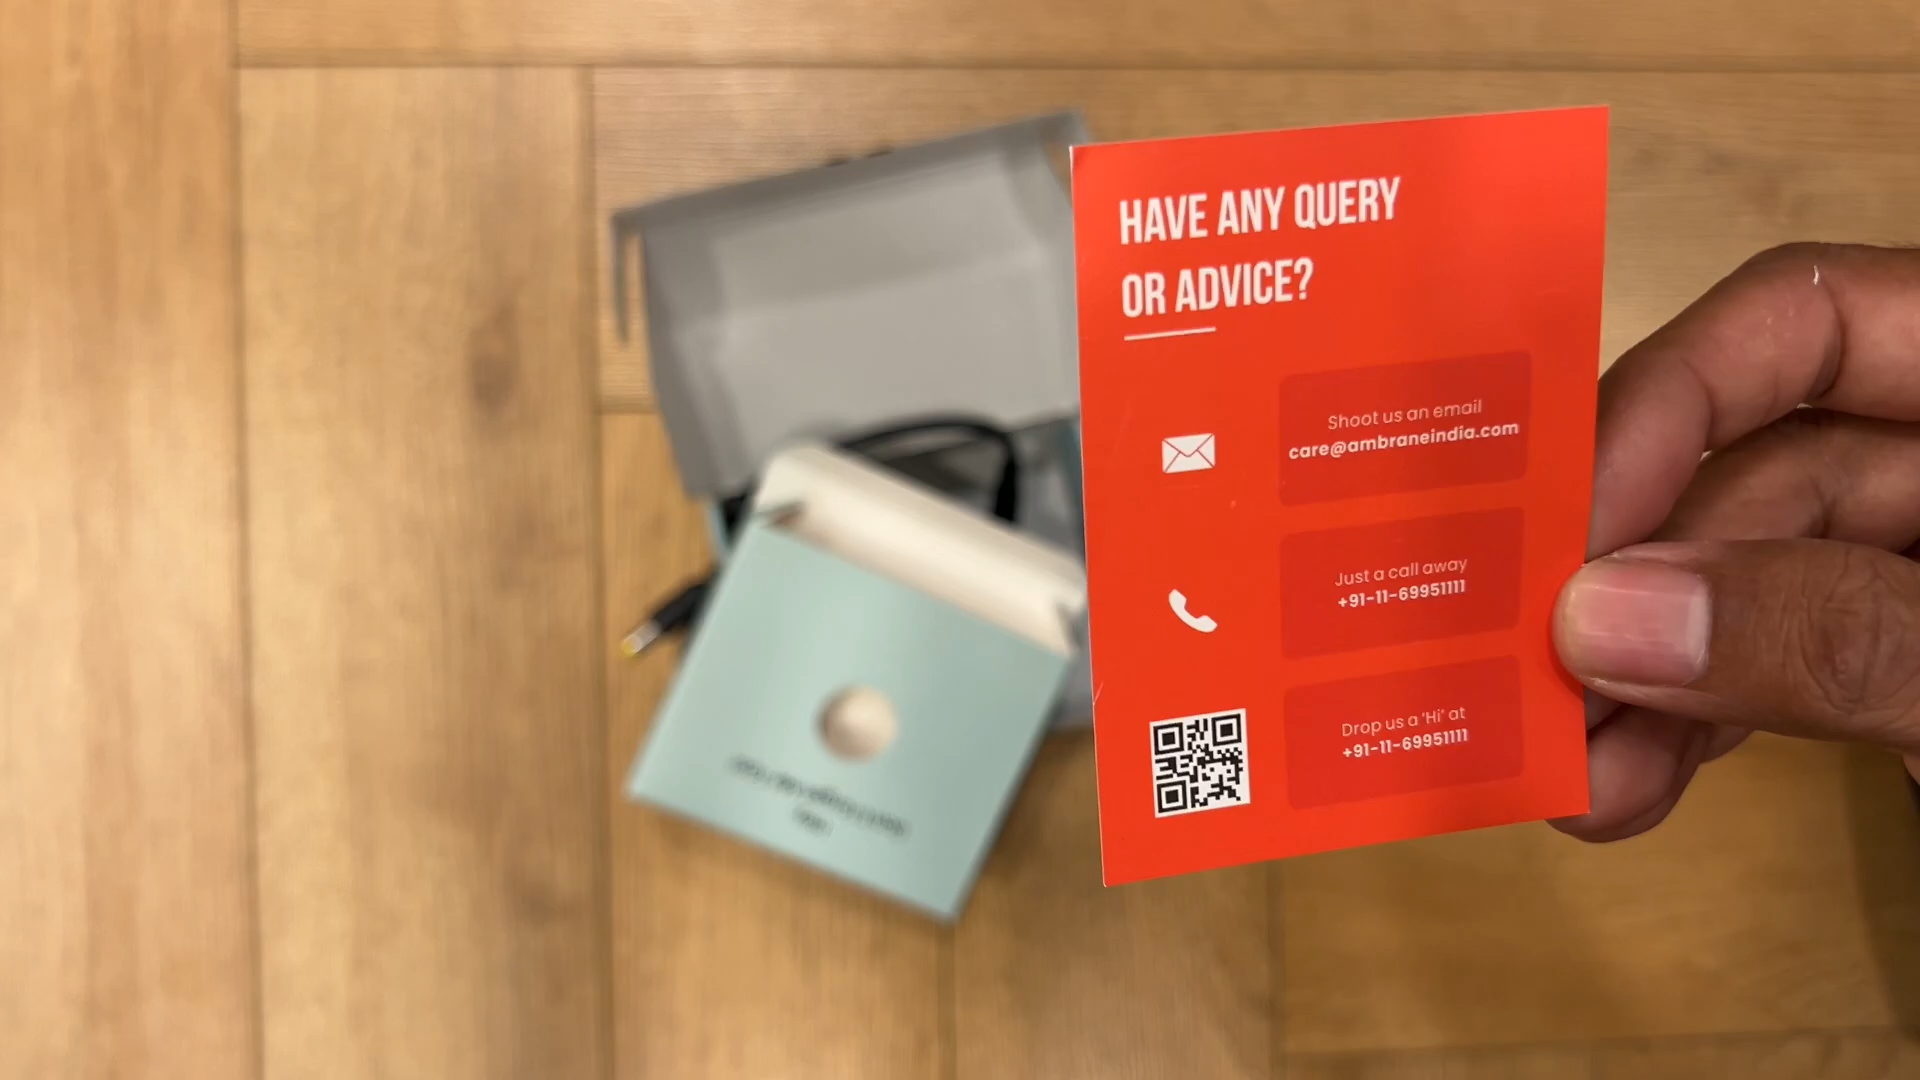 HAVE ANY QUERY
OR ADVICE?
Shoot us an email
care@ambraneindia.com
Just a call away
+91-11-69951111
Drop us a 'Hi' at
+91-11-69951111